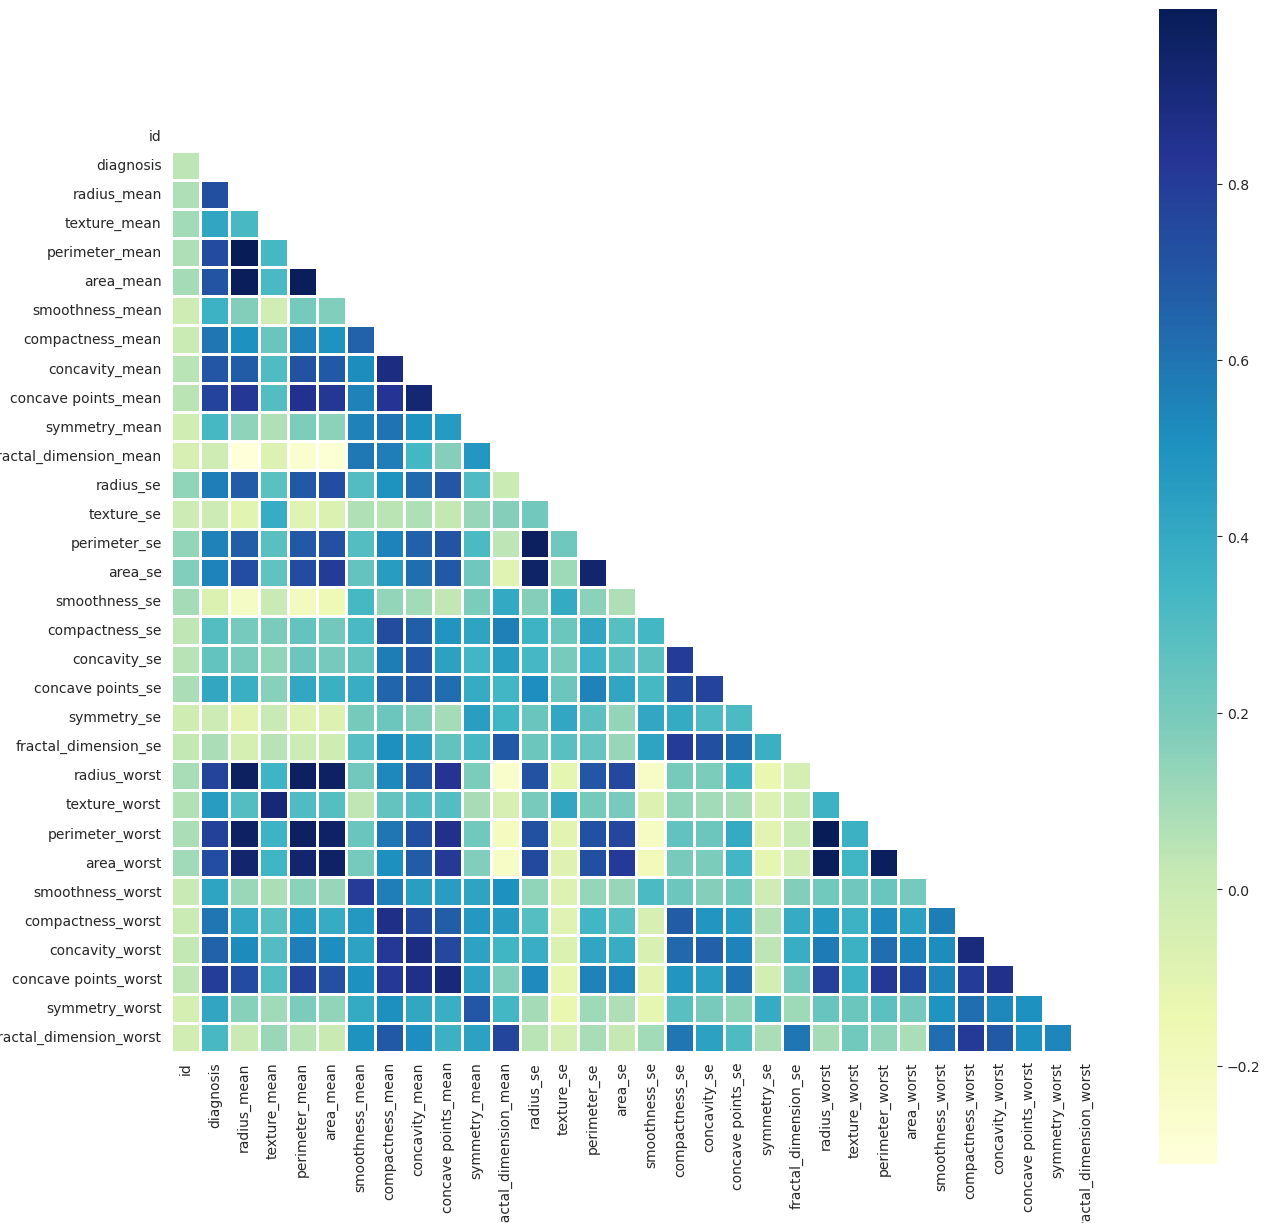 id
diagnosis
radius_mean
texture_mean
perimeter_mean
area_mean
smoothness_mean
compactness_mean
concavity_mean
concave points_mean
symmetry_mean
ractal_dimension_mean
radius_se
texture_se
perimeter_se
area_se
smoothness_se
compactness_se
concavity_se
concave points_se
symmetry_se
fractal_dimension_se
radius_worst
texture_worst
perimeter_worst
area_worst
smoothness_worst
compactness_worst
concavity_worst
concave points_worst
symmetry_worst
ractal_dimension_worst
id
diagnosis
radius_mean
texture_mean
perimeter_mean
area_mean
smoothness_mean
compactness_mean
concavity_mean
concave points_mean
symmetry_mean
actal_dimension_mean
radius_se
texture_se
perimeter_se
area_se
smoothness_se
compactness_se
concavity_se
concave points_se
symmetry_se
fractal_dimension_se
radius_worst
texture_worst
perimeter_worst
area_worst
smoothness_worst
compactness_worst
concavity_worst
concave points_worst
symmetry_worst
ractal_dimension_worst
0.8
0.6
0.4
0.2
0.0
−0.2